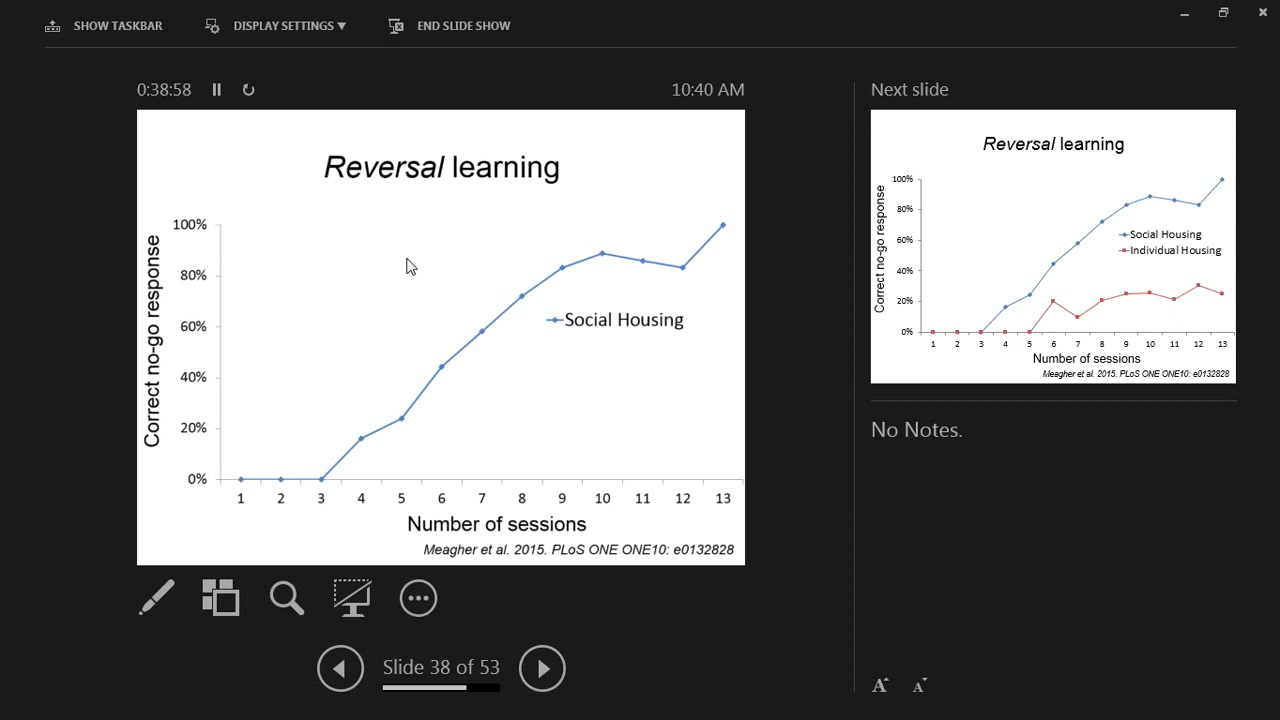 SHOW TASKBAR DISPLAY SETTINGS ▼ END SLIDE SHOW
0:38:58 10:40 AM
Reversal learning
Correct no-go response
100%
80%
60%
40%
20%
0%
Social Housing
1 2 3 4 5 6 7 8 9 10 11 12 13
Number of sessions
Meagher et al. 2015. PLoS ONE ONE10: e0132828
Slide 38 of 53
Next slide
Reversal learning
Correct no-go response
100%
80%
60%
40%
20%
0%
Social Housing
Individual Housing
1 2 3 4 5 6 7 8 9 10 11 12 13
Number of sessions
Meagher et al. 2015. PLoS ONE ONE10: e0132828
No Notes.
A A